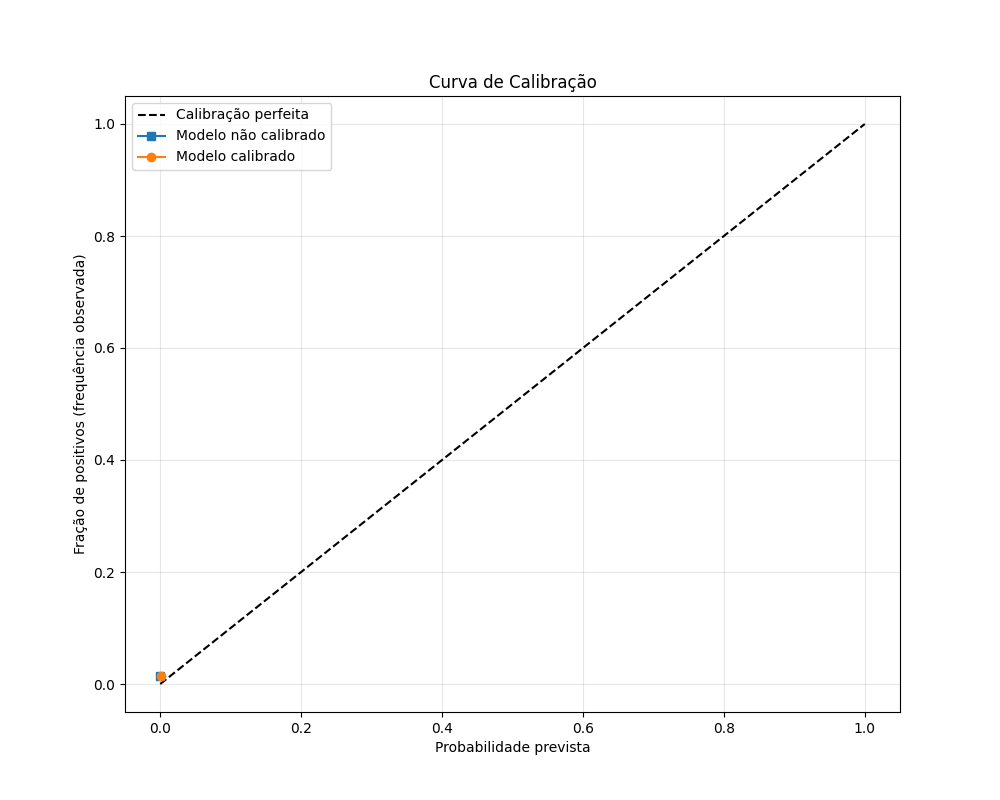 Curva de Calibração
Calibração perfeita
Modelo não calibrado
Modelo calibrado
Fração de positivos (frequência observada)
1.0
0.8
0.6
0.4
0.2
0.0
0.0 0.2 0.4 0.6 0.8 1.0
Probabilidade prevista